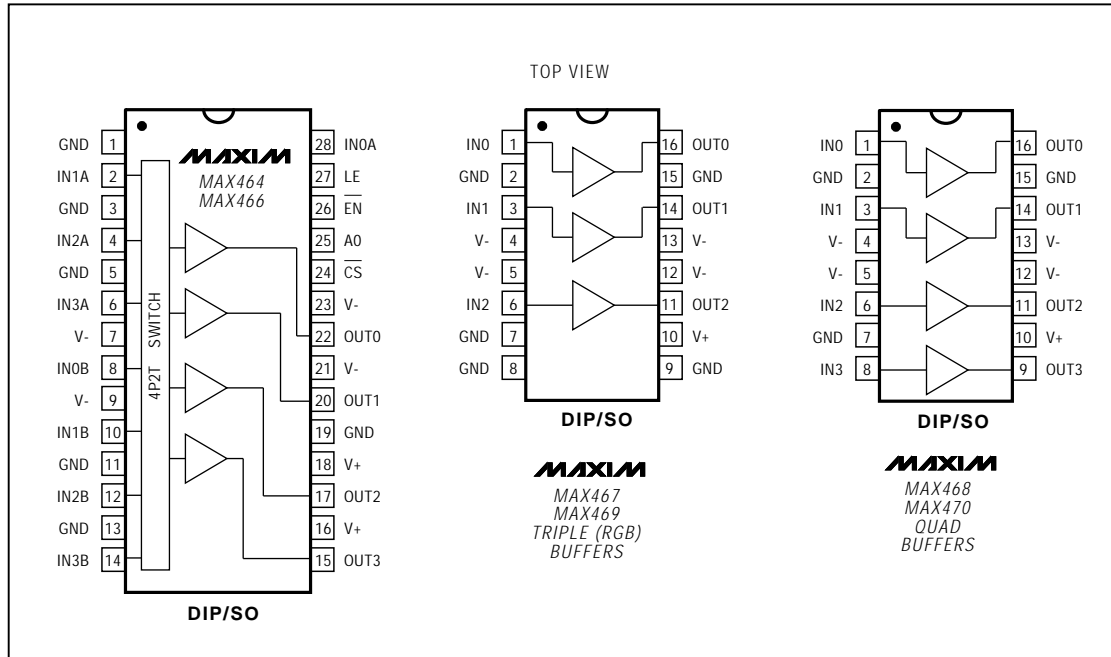 TOP VIEW
GND 1
IN1A 2
GND 3
IN2A 4
GND 5
IN3A 6
V- 7
IN0B 8
V- 9
IN1B 10
GND 11
IN2B 12
GND 13
IN3B 14
4P2T SWITCH
MAXIM
MAX464
MAX466
28 IN0A
27 LE
26 E̅N̅
25 A0
24 C̅S̅
23 V-
22 OUT0
21 V-
20 OUT1
19 GND
18 V+
17 OUT2
16 V+
15 OUT3
DIP/SO
IN0 1
GND 2
IN1 3
V- 4
V- 5
IN2 6
GND 7
GND 8
16 OUT0
15 GND
14 OUT1
13 V-
12 V-
11 OUT2
10 V+
9 GND
DIP/SO
MAXIM
MAX467
MAX469
TRIPLE (RGB)
BUFFERS
IN0 1
GND 2
IN1 3
V- 4
V- 5
IN2 6
GND 7
IN3 8
16 OUT0
15 GND
14 OUT1
13 V-
12 V-
11 OUT2
10 V+
9 OUT3
DIP/SO
MAXIM
MAX468
MAX470
QUAD
BUFFERS